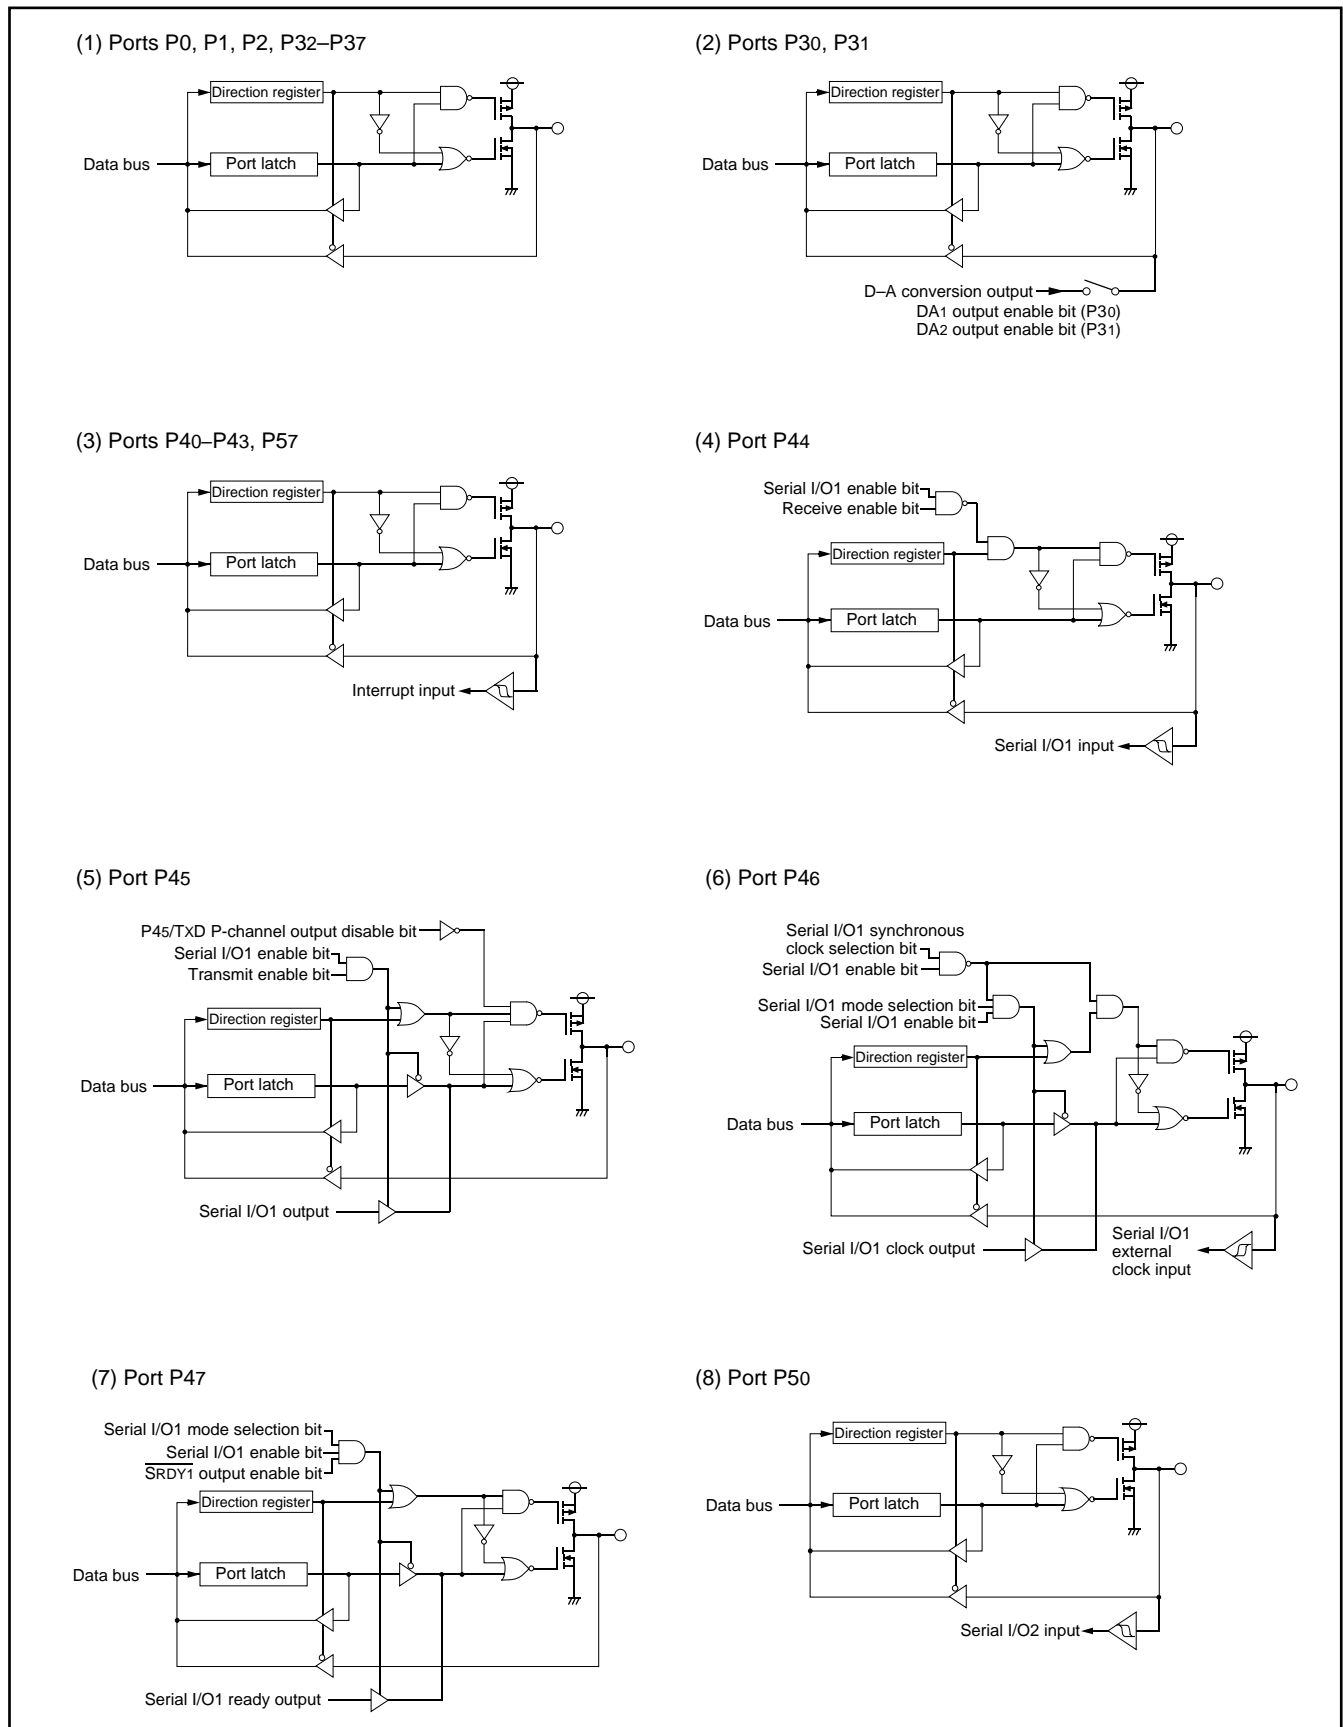 (1) Ports P0, P1, P2, P32–P37
Direction register
Data bus
Port latch
(2) Ports P30, P31
Direction register
Data bus
Port latch
D–A conversion output
DA1 output enable bit (P30)
DA2 output enable bit (P31)
(3) Ports P40–P43, P57
Direction register
Data bus
Port latch
Interrupt input
(4) Port P44
Serial I/O1 enable bit
Receive enable bit
Direction register
Data bus
Port latch
Serial I/O1 input
(5) Port P45
P45/TXD P-channel output disable bit
Serial I/O1 enable bit
Transmit enable bit
Direction register
Data bus
Port latch
Serial I/O1 output
(6) Port P46
Serial I/O1 synchronous
clock selection bit
Serial I/O1 enable bit
Serial I/O1 mode selection bit
Serial I/O1 enable bit
Direction register
Data bus
Port latch
Serial I/O1 clock output
Serial I/O1
external
clock input
(7) Port P47
Serial I/O1 mode selection bit
Serial I/O1 enable bit
SRDY1 output enable bit
Direction register
Data bus
Port latch
Serial I/O1 ready output
(8) Port P50
Direction register
Data bus
Port latch
Serial I/O2 input